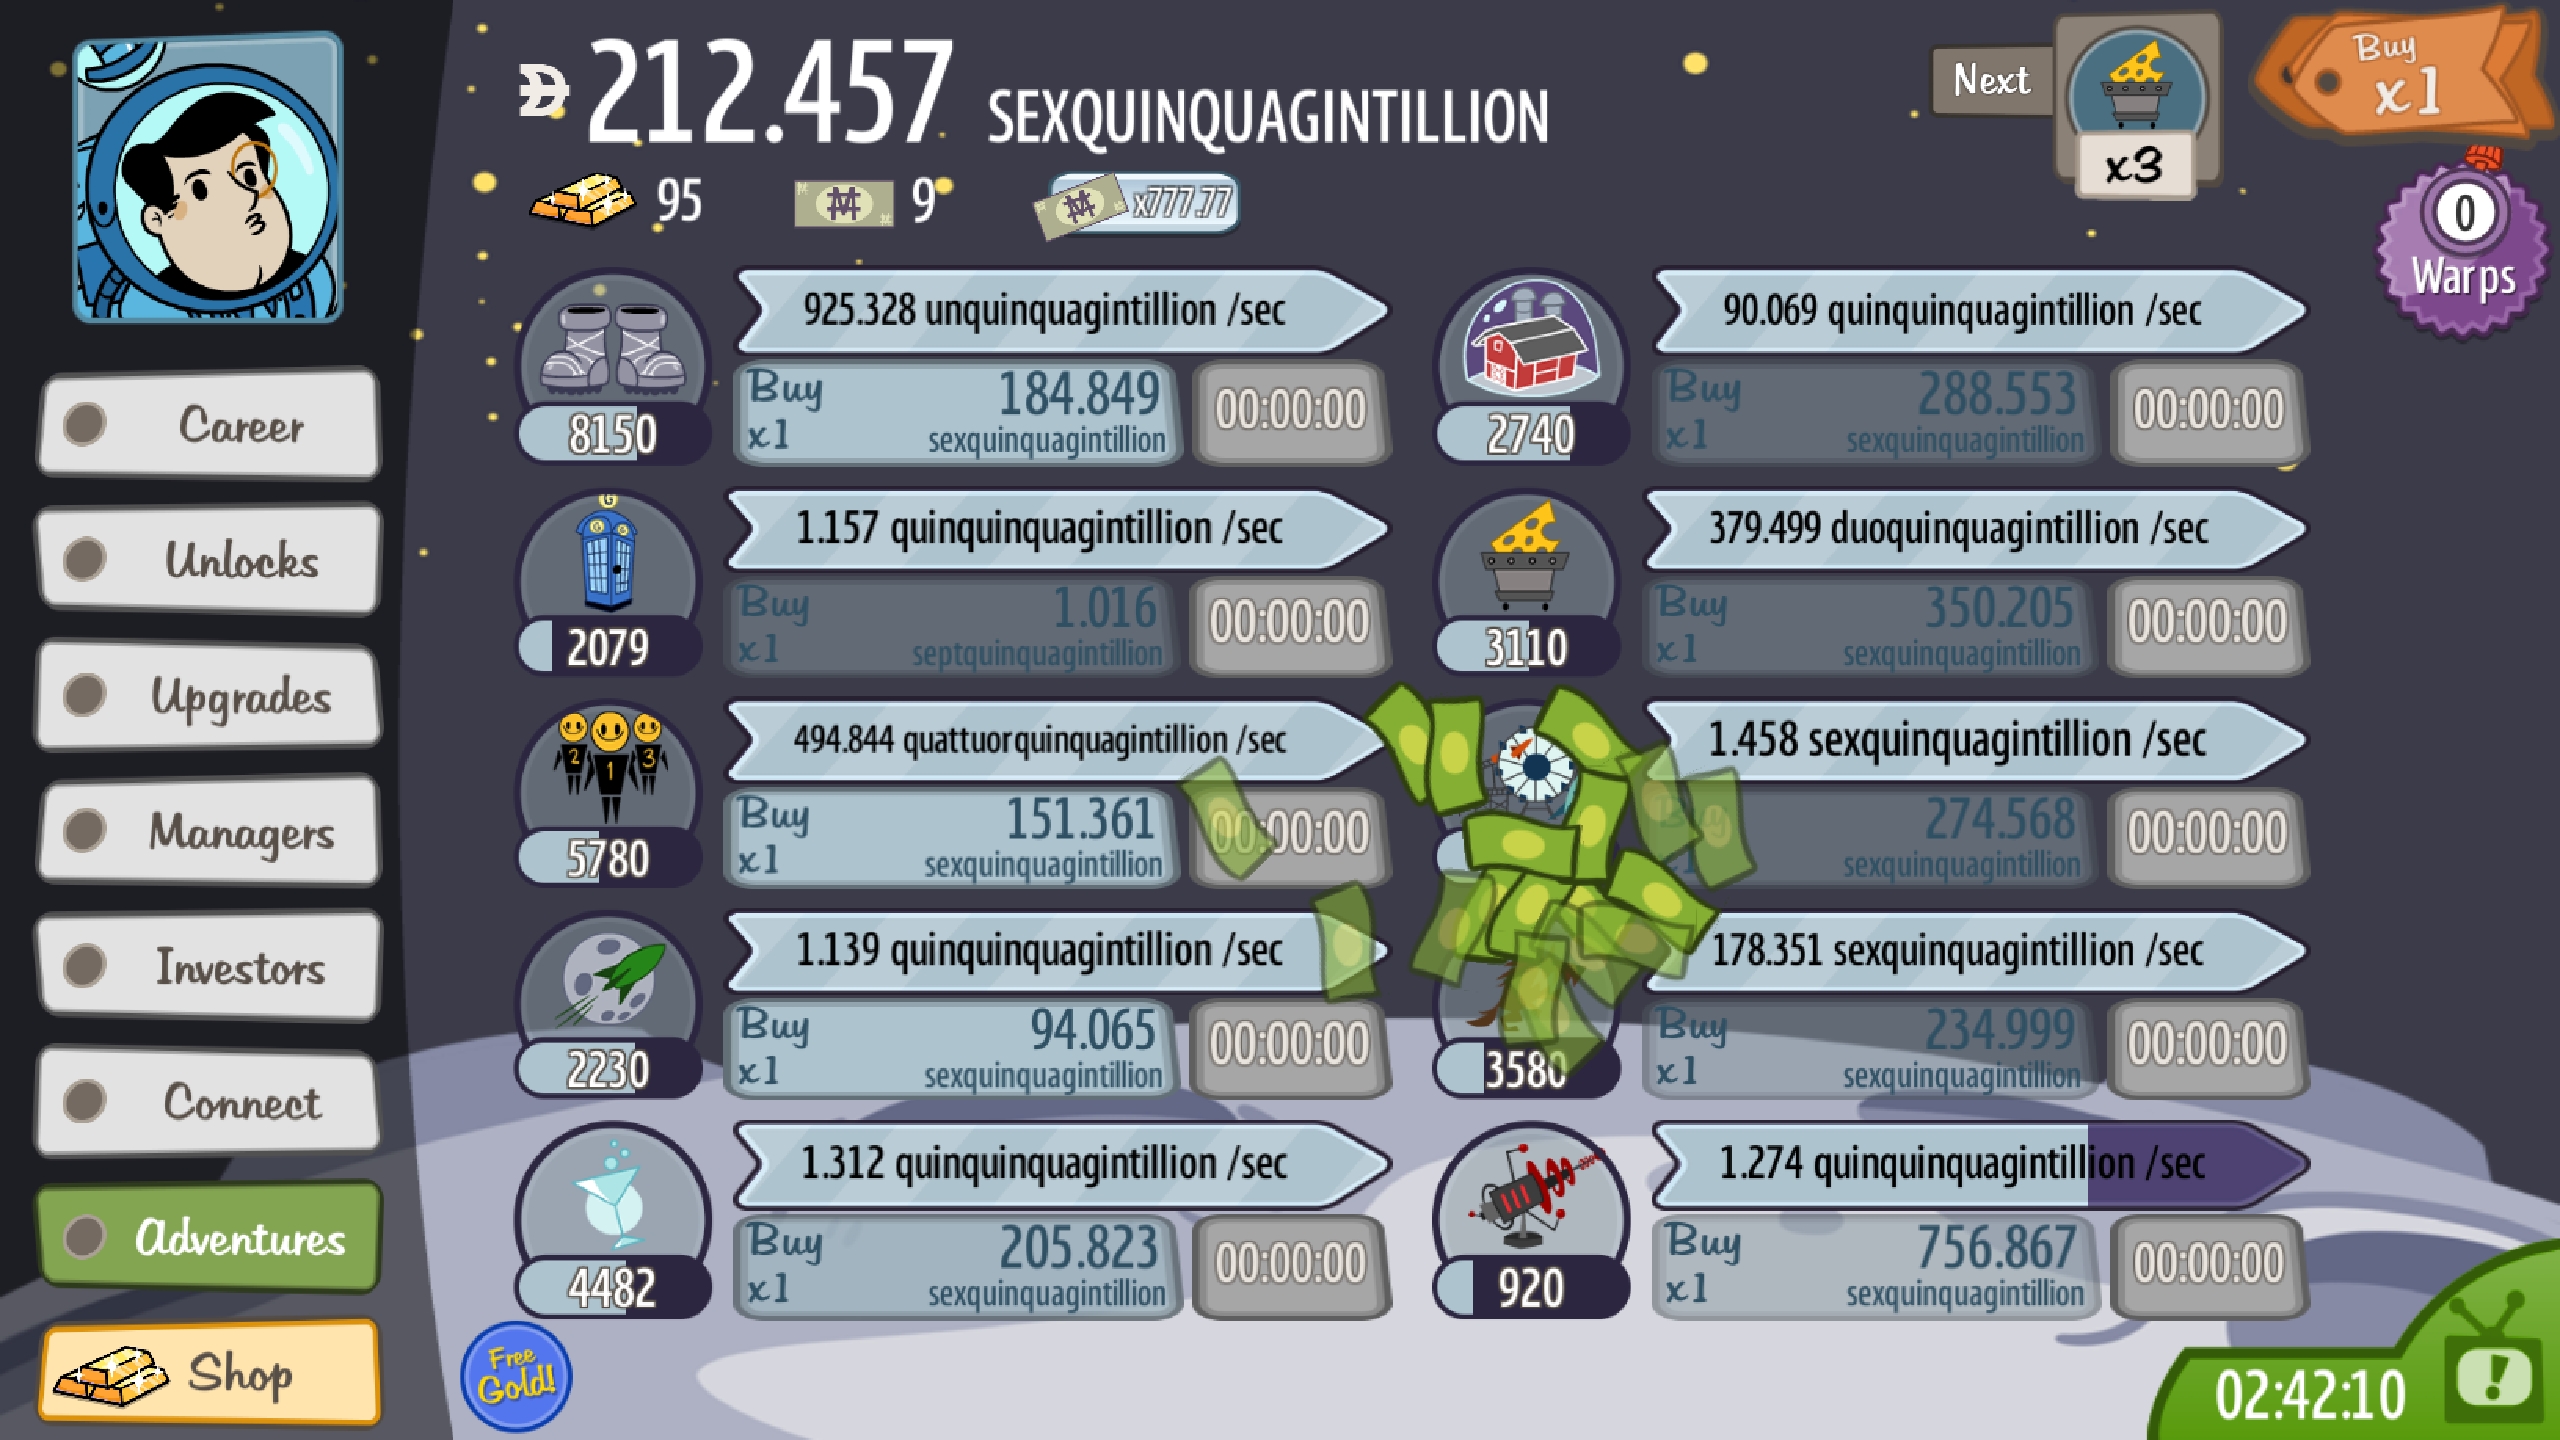 212.457 SEXQUINQUAGINTILLION
95
9
x777.77
Next
x3
Buy
x1
0
Warps
Career
Unlocks
Upgrades
Managers
Investors
Connect
Adventures
Shop
925.328 unquinquagintillion /sec
8150
Buy
x1
184.849
sexquinquagintillion
00:00:00
90.069 quinquinquagintillion /sec
2740
Buy
x1
288.553
sexquinquagintillion
00:00:00
G
1.157 quinquinquagintillion /sec
2079
Buy
x1
1.016
septquinquagintillion
00:00:00
379.499 duoquinquagintillion /sec
3110
Buy
x1
350.205
sexquinquagintillion
00:00:00
2 1 3
494.844 quattuorquinquagintillion /sec
5780
Buy
x1
151.361
sexquinquagintillion
00:00:00
1.458 sexquinquagintillion /sec
274.568
sexquinquagintillion
00:00:00
1.139 quinquinquagintillion /sec
2230
Buy
x1
94.065
sexquinquagintillion
00:00:00
178.351 sexquinquagintillion /sec
3580
Buy
x1
234.999
sexquinquagintillion
00:00:00
1.312 quinquinquagintillion /sec
4482
Buy
x1
205.823
sexquinquagintillion
00:00:00
1.274 quinquinquagintillion /sec
920
Buy
x1
756.867
sexquinquagintillion
00:00:00
Free
Gold!
02:42:10
!